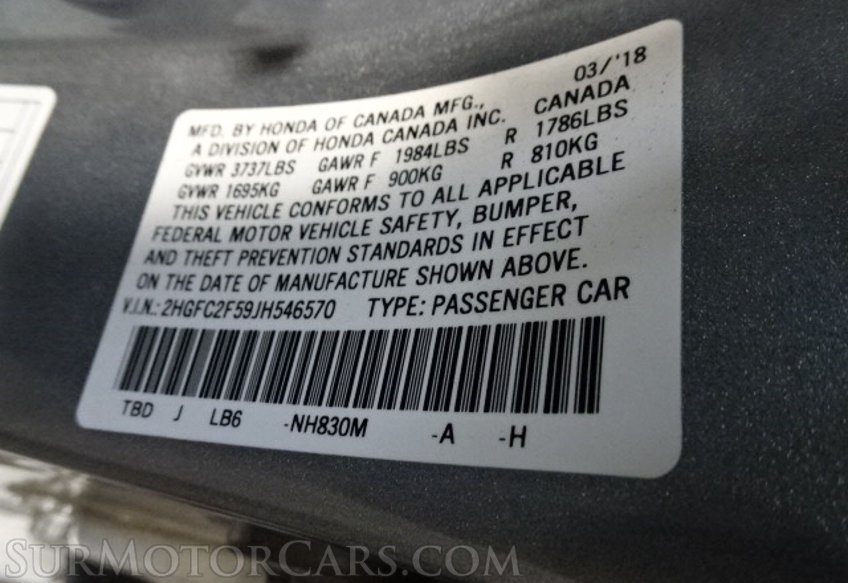 03/'18
MFD. BY HONDA OF CANADA MFG.,
A DIVISION OF HONDA CANADA INC. CANADA
GVWR 3737LBS GAWR F 1984LBS R 1786LBS
GVWR 1695KG GAWR F 900KG R 810KG
THIS VEHICLE CONFORMS TO ALL APPLICABLE
FEDERAL MOTOR VEHICLE SAFETY, BUMPER,
AND THEFT PREVENTION STANDARDS IN EFFECT
ON THE DATE OF MANUFACTURE SHOWN ABOVE.
V.I.N.: 2HGFC2F59JH546570 TYPE: PASSENGER CAR
TBD J LB6 -NH830M -A -H
SURMOTORCARS.COM